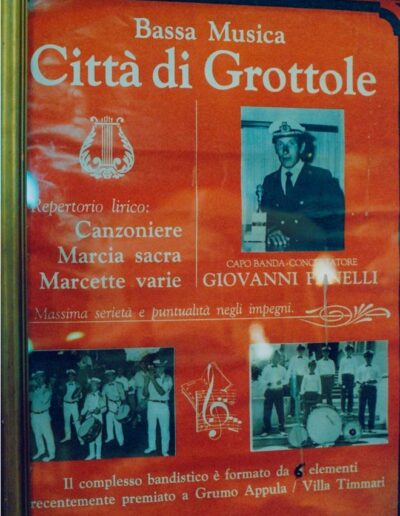 Bassa Musica
Città di Grottole
Repertorio lirico:
Canzoniere
Marcia sacra
Marcette varie
CAPO BANDA-CONCERTATORE
GIOVANNI
Massima serietà e puntualità negli impegni.
Il complesso bandistico è formato da 6 elementi
recentemente premiato a Grumo Appula / Villa Timmari